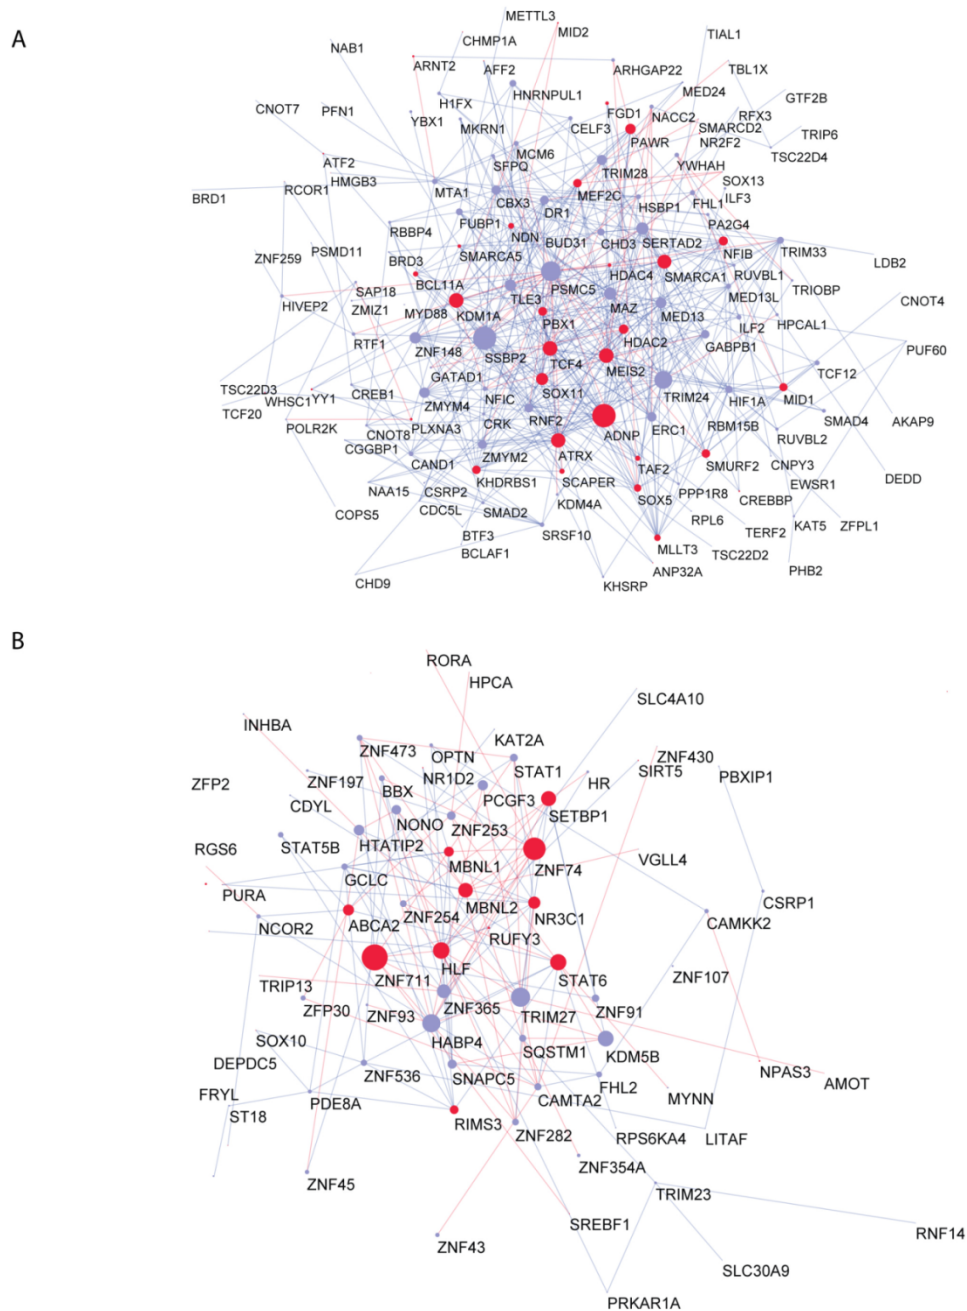 A
METTL3
MID2
CHMP1A
TIAL1
NAB1
ARNT2
AFF2
ARHGAP22
TBL1X
CNOT7
PFN1
H1FX
HNRNPUL1
MED24
GTF2B
YBX1
MKRN1
CELF3
FGD1
NACC2
RFX3
SMARCD2
TRIP6
PAWR
NR2F2
ATF2
MCM6
SFPQ
YWHAH
TSC22D4
HMGB3
TRIM28
BRD1
RCOR1
MTA1
MEF2C
SOX13
ILF3
CBX3
DR1
HSBP1
FHL1
FUBP1
PA2G4
RBBP4
NDN
BUD31
CHD3
SERTAD2
NFIB
TRIM33
ZNF259
PSMD11
BRD3
SMARCA5
HDAC4
LDB2
SMARCA1
RUVBL1
BCL11A
PSMC5
TRIOBP
SAP18
TLE3
MED13L
HIVEP2
ZMIZ1
MYD88
KDM1A
MAZ
CNOT4
PBX1
MED13
HPCAL1
ILF2
RTF1
HDAC2
PUF60
ZNF148
SSBP2
TCF4
GABPB1
MEIS2
TCF12
TSC22D3
GATAD1
WHSC1
YY1
CREB1
NFIC
SOX11
TRIM24
HIF1A
MID1
TCF20
ZMYM4
AKAP9
POLR2K
PLXNA3
CRK
RNF2
ADNP
ERC1
RBM15B
SMAD4
CNOT8
RUVBL2
CGGBP1
ZMYM2
ATRX
CAND1
TAF2
SMURF2
CNPY3
DEDD
NAA15
KHDRBS1
SCAPER
EWSR1
CSRP2
SOX5
PPP1R8
CREBBP
COPS5
CDC5L
SMAD2
KDM4A
RPL6
KAT5
ZFPL1
BTF3
SRSF10
TERF2
BCLAF1
MLLT3
TSC22D2
PHB2
CHD9
KHSRP
ANP32A
B
RORA
HPCA
SLC4A10
INHBA
ZNF473
OPTN
KAT2A
ZNF430
ZFP2
ZNF197
NR1D2
STAT1
HR
SIRT5
PBXIP1
BBX
CDYL
PCGF3
SETBP1
NONO
ZNF253
STAT5B
HTATIP2
RGS6
MBNL1
ZNF74
VGLL4
GCLC
PURA
MBNL2
CSRP1
NCOR2
ABCA2
ZNF254
NR3C1
CAMKK2
RUFY3
ZNF711
HLF
STAT6
ZNF107
TRIP13
ZNF365
ZFP30
ZNF93
TRIM27
ZNF91
HABP4
SOX10
SQSTM1
KDM5B
DEPDC5
ZNF536
SNAPC5
NPAS3
AMOT
FRYL
PDE8A
CAMTA2
FHL2
MYNN
ST18
RIMS3
ZNF282
RPS6KA4
LITAF
ZNF45
ZNF354A
TRIM23
SREBF1
RNF14
ZNF43
SLC30A9
PRKAR1A